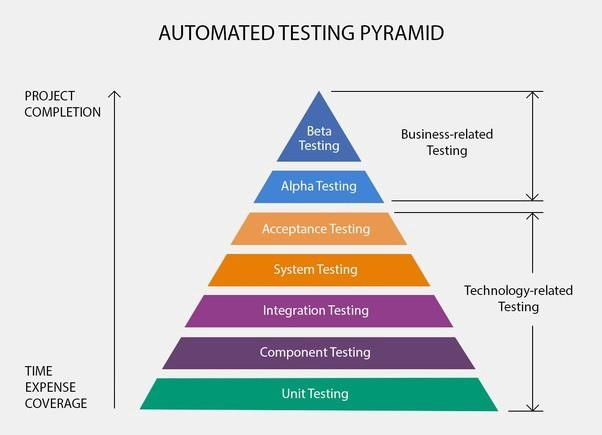 AUTOMATED TESTING PYRAMID
PROJECT
COMPLETION
Beta
Testing
Business-related
Testing
Alpha Testing
Acceptance Testing
System Testing
Technology-related
Testing
Integration Testing
Component Testing
TIME
EXPENSE
COVERAGE
Unit Testing